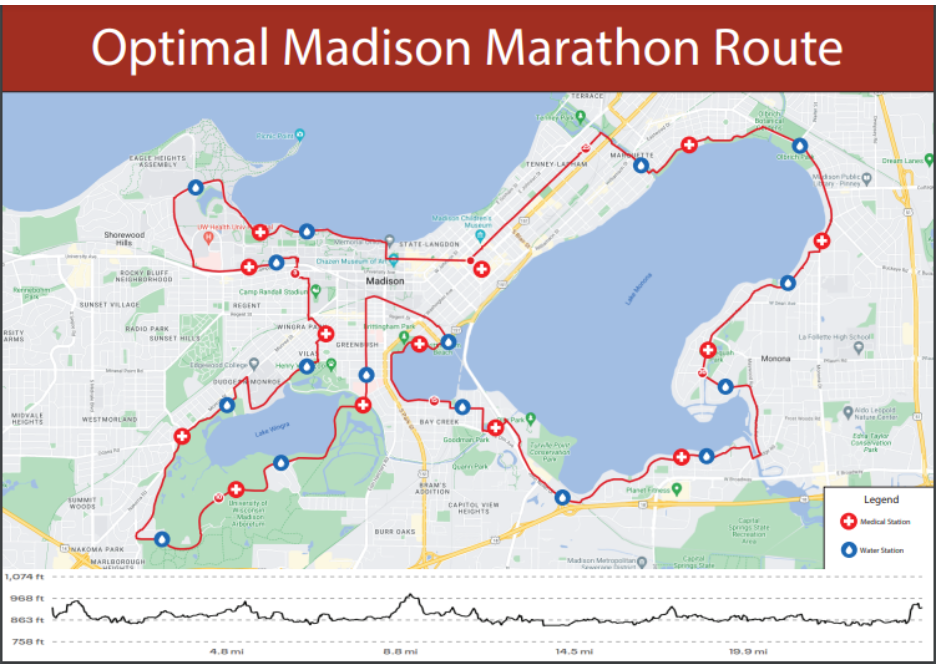 Optimal Madison Marathon Route
TERRACE
Tenney Park
Olbrich
Botanical
Picnic Point
EAGLE HEIGHTS
ASSEMBLY
TENNEY-LAPHAM
MARQUETTE
Olbrich Park
Dream Lanes
Madison Public
Library - Pinney
Madison Children's
Museum
UW Health
Shorewood
Hills
Memorial
STATE-LANGDON
Chazen Museum of Art
University Ave
ROCKY BLUFF
NEIGHBORHOOD
Madison
Camp Randall Stadium
Lake Monona
SUNSET VILLAGE
REGENT
Regent St
RADIO PARK
SUNSET HILLS
WINGRA PA
Brittingham Park
GREENBUSH
La Follette High School
Monona
Edgewood College
VILAS
Henry
DUDGEON-MONROE
MIDVALE
HEIGHTS
WESTMORLAND
Lake Wingra
BAY CREEK
Goodman Park
Aldo Leopold
Nature Center
Edna Taylor
Conservation
Park
Turville Point
Conservation
Park
Quann Park
BRAM'S
ADDITION
CAPITOL VIEW
HEIGHTS
Planet Fitness
SUMMIT
WOODS
University of
Wisconsin
Madison
Arboretum
BURR OAKS
NAKOMA PARK
MARLBOROUGH
HEIGHTS
Madison Metropolitan
Sewerage District
Capital
Springs State
Recreation
Area
Capital
Springs State
Legend
Medical Station
Water Station
1,074 ft
968 ft
863 ft
758 ft
4.8 mi
8.8 mi
14.5 mi
19.9 mi